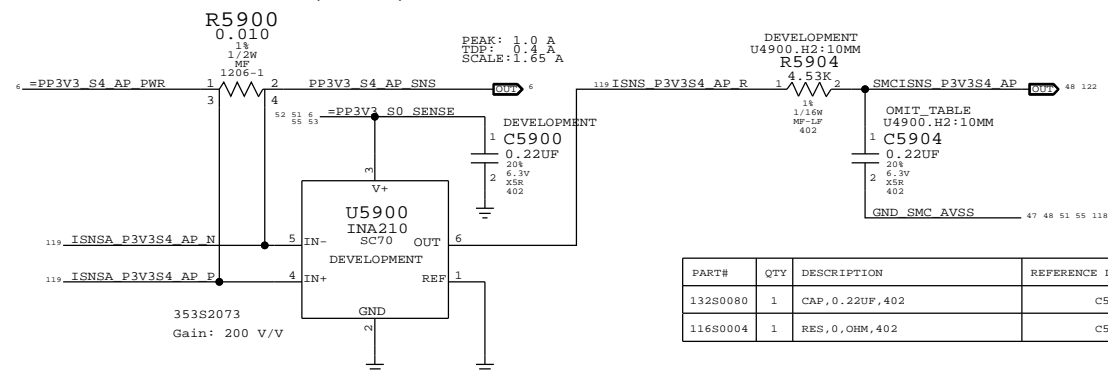 R5900
0.010
1%
1/2W
MF
1206-1
6 =PP3V3_S4_AP_PWR 1 2 PP3V3_S4_AP_SNS OUT 6
3 4
PEAK: 1.0 A
TDP: 0.4 A
SCALE:1.65 A
52 51 6 =PP3V3_S0_SENSE
55 53
DEVELOPMENT
1 C5900
0.22UF
20%
2 6.3V
X5R
402
DEVELOPMENT
U4900.H2:10MM
R5904
4.53K
119 ISNS_P3V3S4_AP_R 1 2 SMCISNS_P3V3S4_AP OUT 48 122
1%
1/16W
MF-LF
402
OMIT_TABLE
U4900.H2:10MM
1 C5904
0.22UF
20%
2 6.3V
X5R
402
GND_SMC_AVSS 47 48 51 55 118
3
V+
U5900
INA210
SC70
DEVELOPMENT
119 ISNSA_P3V3S4_AP_N 5 IN- OUT 6
119 ISNSA_P3V3S4_AP_P 4 IN+ REF 1
GND
2
353S2073
Gain: 200 V/V
PART# QTY DESCRIPTION REFERENCE
132S0080 1 CAP,0.22UF,402 C5
116S0004 1 RES,0,OHM,402 C5